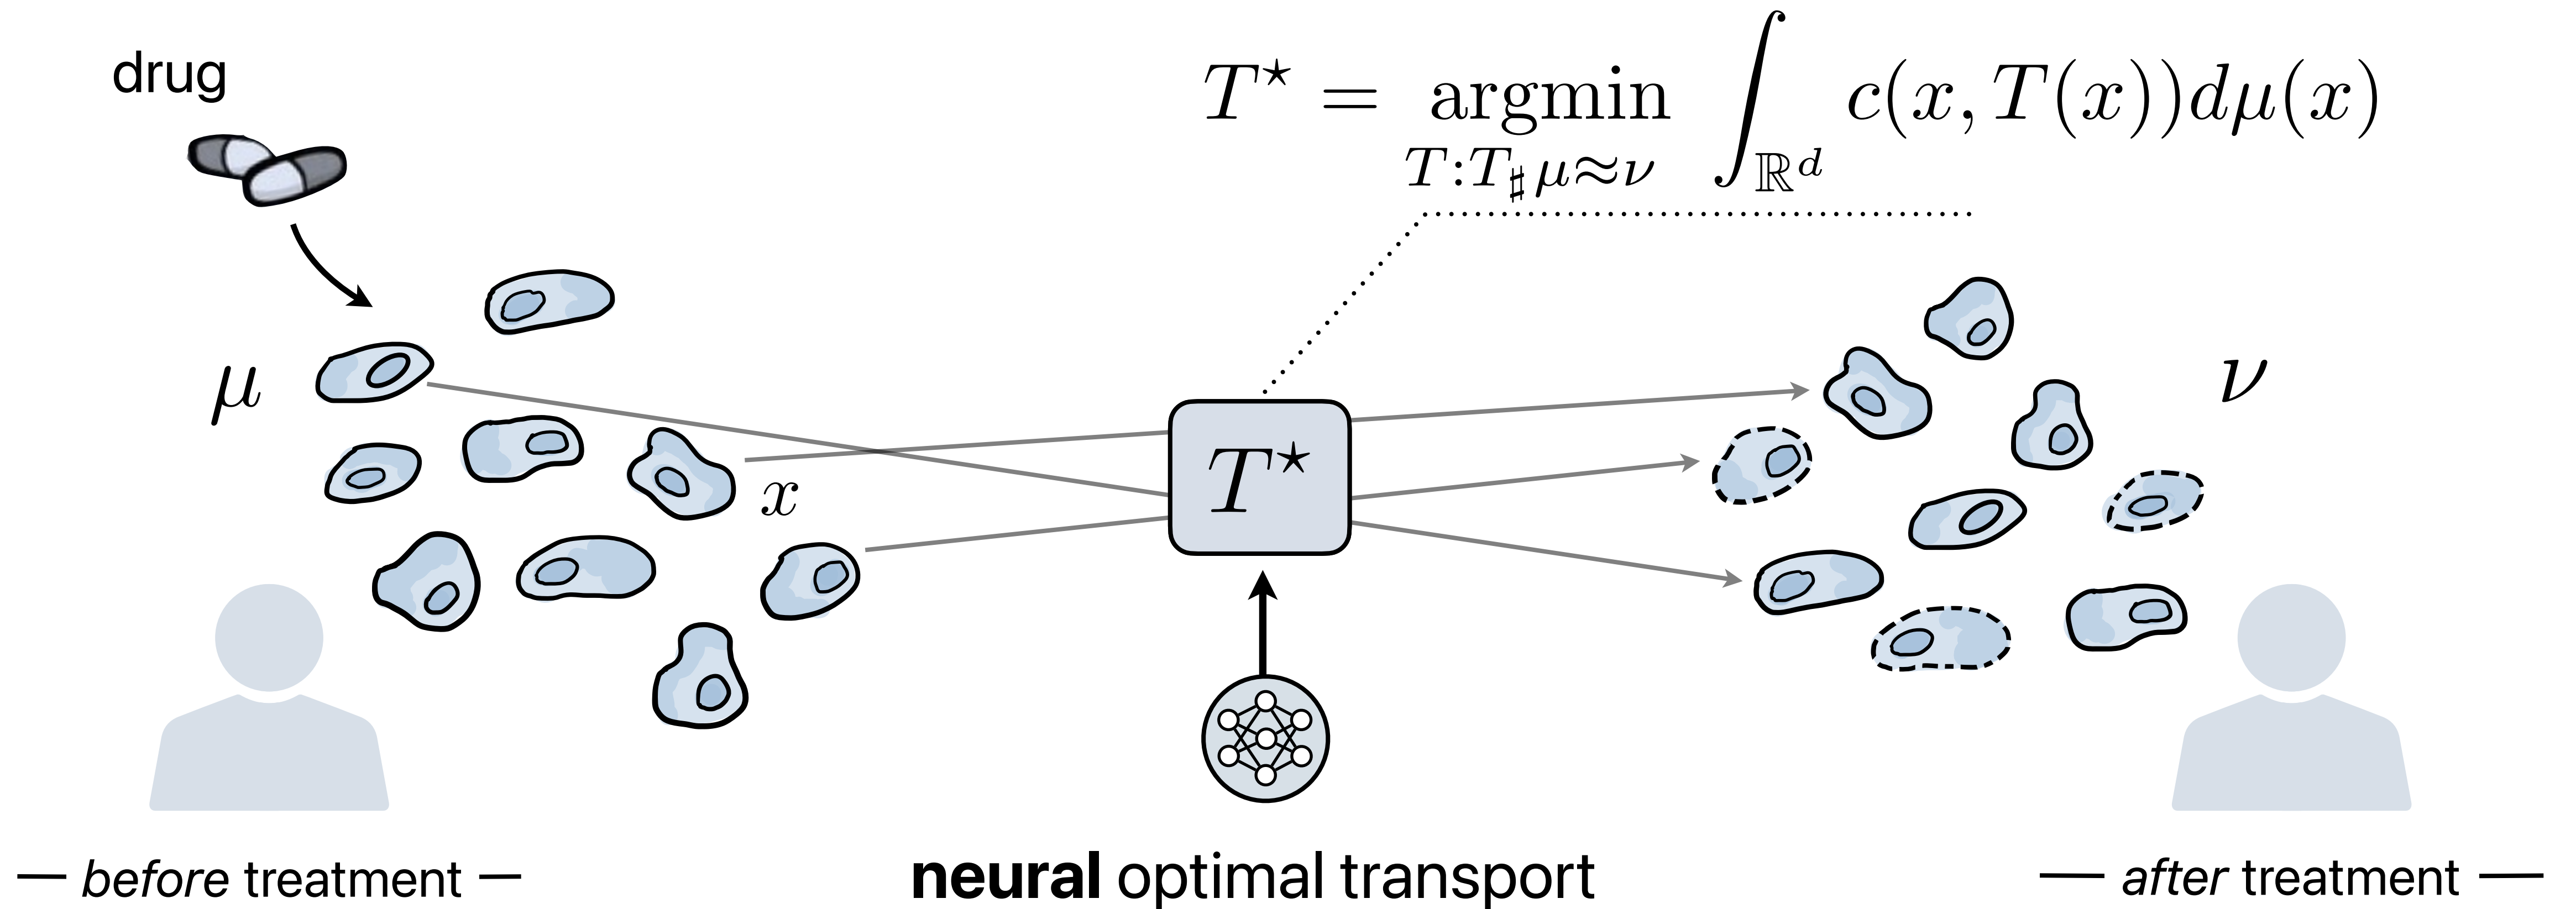 drug
T⋆ = argmin ∫_{ℝ^d} c(x, T(x))dμ(x)
T:T_♯μ≈ν
μ
ν
x
T⋆
neural optimal transport
— before treatment —
— after treatment —